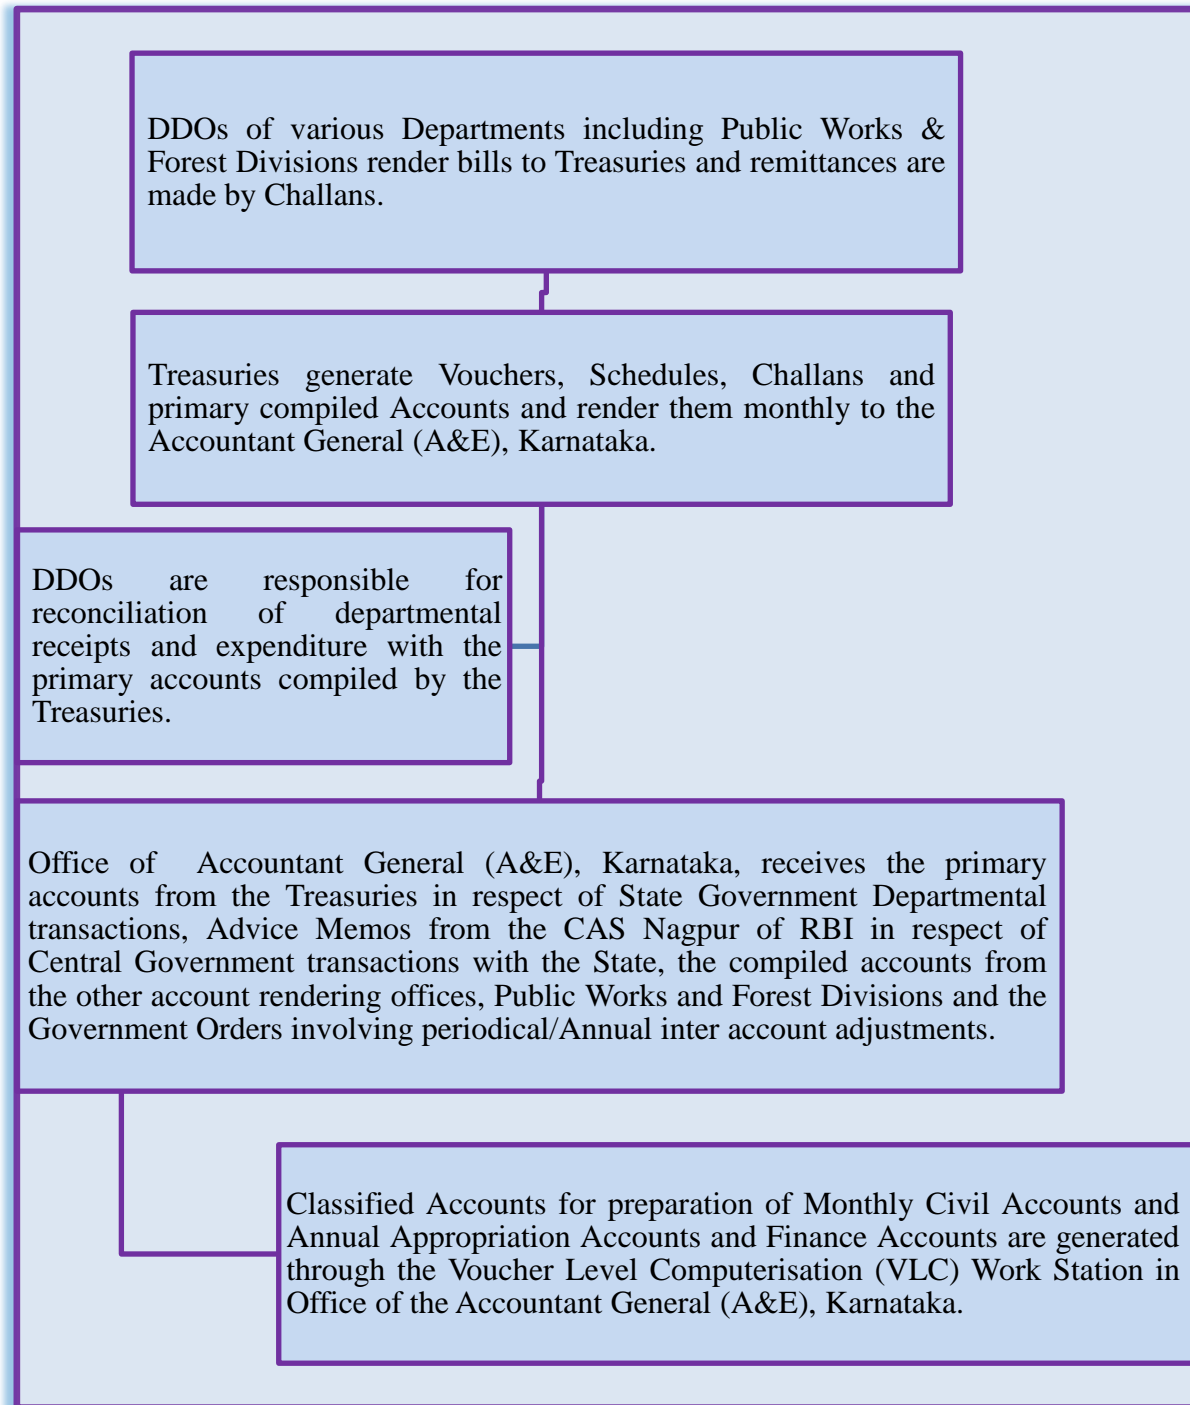 DDOs of various Departments including Public Works &
Forest Divisions render bills to Treasuries and remittances are
made by Challans.
Treasuries generate Vouchers, Schedules, Challans and
primary compiled Accounts and render them monthly to the
Accountant General (A&E), Karnataka.
DDOs are responsible for
reconciliation of departmental
receipts and expenditure with the
primary accounts compiled by the
Treasuries.
Office of Accountant General (A&E), Karnataka, receives the primary
accounts from the Treasuries in respect of State Government Departmental
transactions, Advice Memos from the CAS Nagpur of RBI in respect of
Central Government transactions with the State, the compiled accounts from
the other account rendering offices, Public Works and Forest Divisions and the
Government Orders involving periodical/Annual inter account adjustments.
Classified Accounts for preparation of Monthly Civil Accounts and
Annual Appropriation Accounts and Finance Accounts are generated
through the Voucher Level Computerisation (VLC) Work Station in
Office of the Accountant General (A&E), Karnataka.